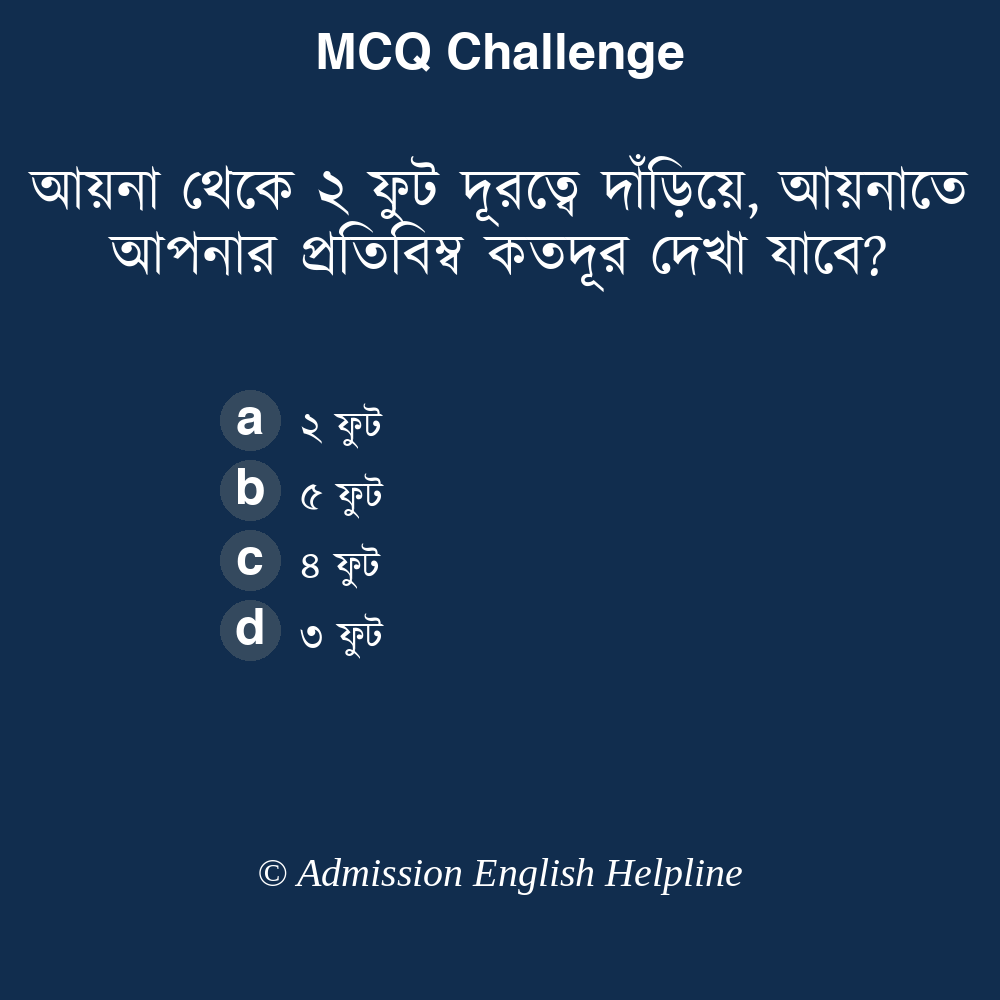 MCQ Challenge
আয়না থেকে ২ ফুট দূরত্বে দাঁড়িয়ে, আয়নাতে
আপনার প্রতিবিম্ব কতদূর দেখা যাবে?
a ২ ফুট
b ৫ ফুট
c ৪ ফুট
d ৩ ফুট
© Admission English Helpline